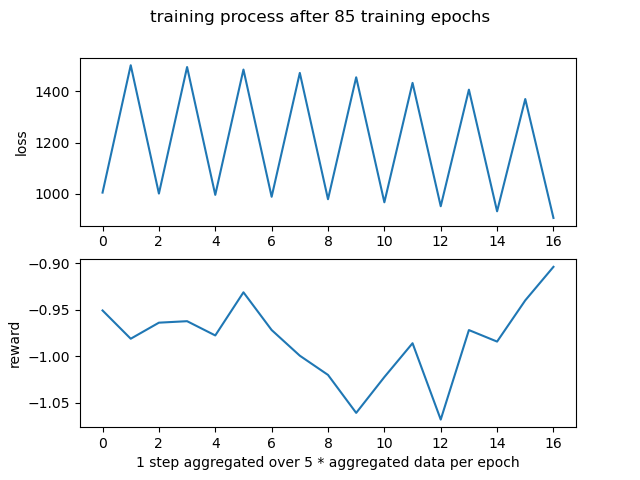 training process after 85 training epochs
1400
1200
1000
loss
0 2 4 6 8 10 12 14 16
−0.90
−0.95
−1.00
−1.05
reward
0 2 4 6 8 10 12 14 16
1 step aggregated over 5 * aggregated data per epoch